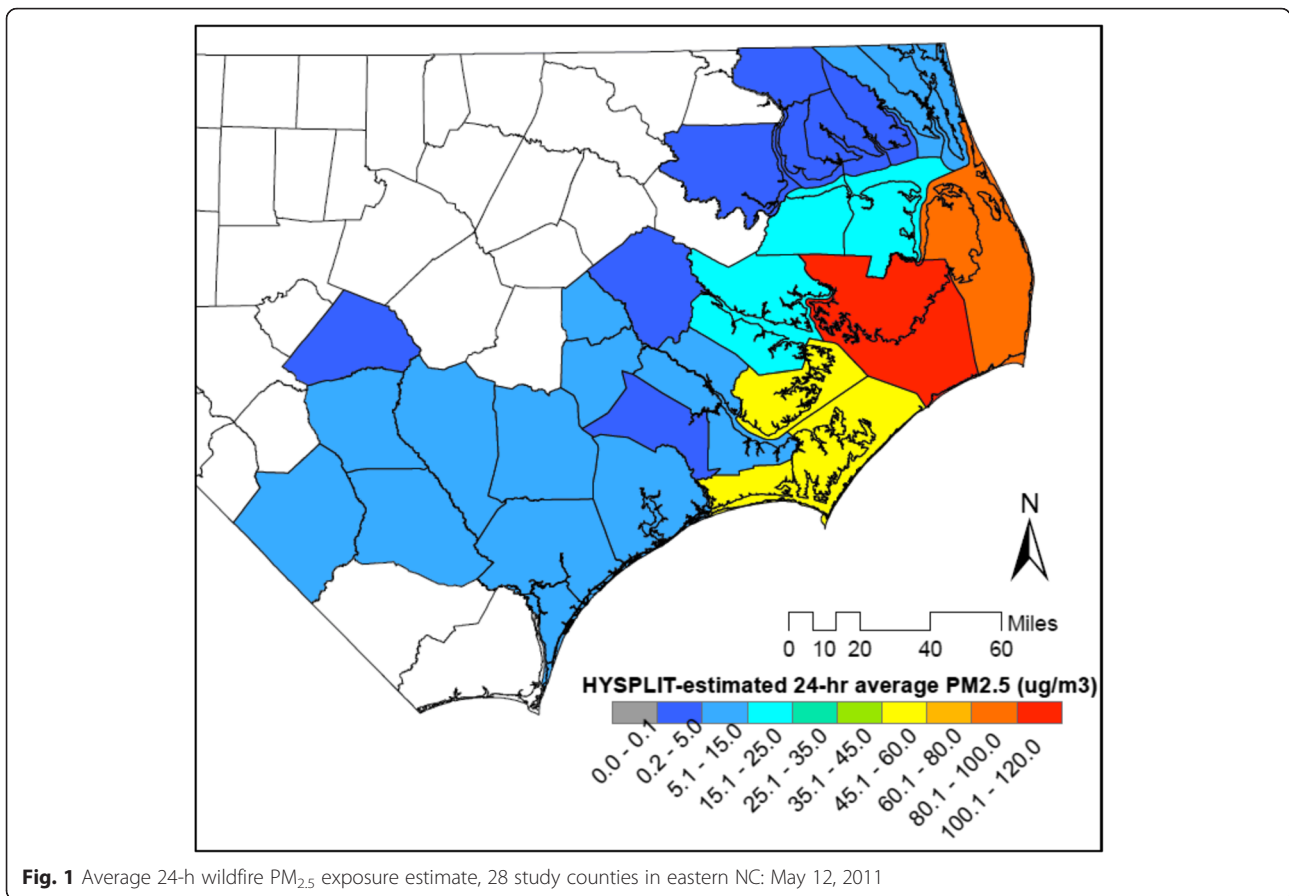 N
Miles
0 10 20 40 60
HYSPLIT-estimated 24-hr average PM2.5 (ug/m3)
0.0 - 0.1
0.2 - 5.0
5.1 - 15.0
15.1 - 25.0
25.1 - 35.0
35.1 - 45.0
45.1 - 60.0
60.1 - 80.0
80.1 - 100.0
100.1 - 120.0
Fig. 1 Average 24-h wildfire PM2.5 exposure estimate, 28 study counties in eastern NC: May 12, 2011